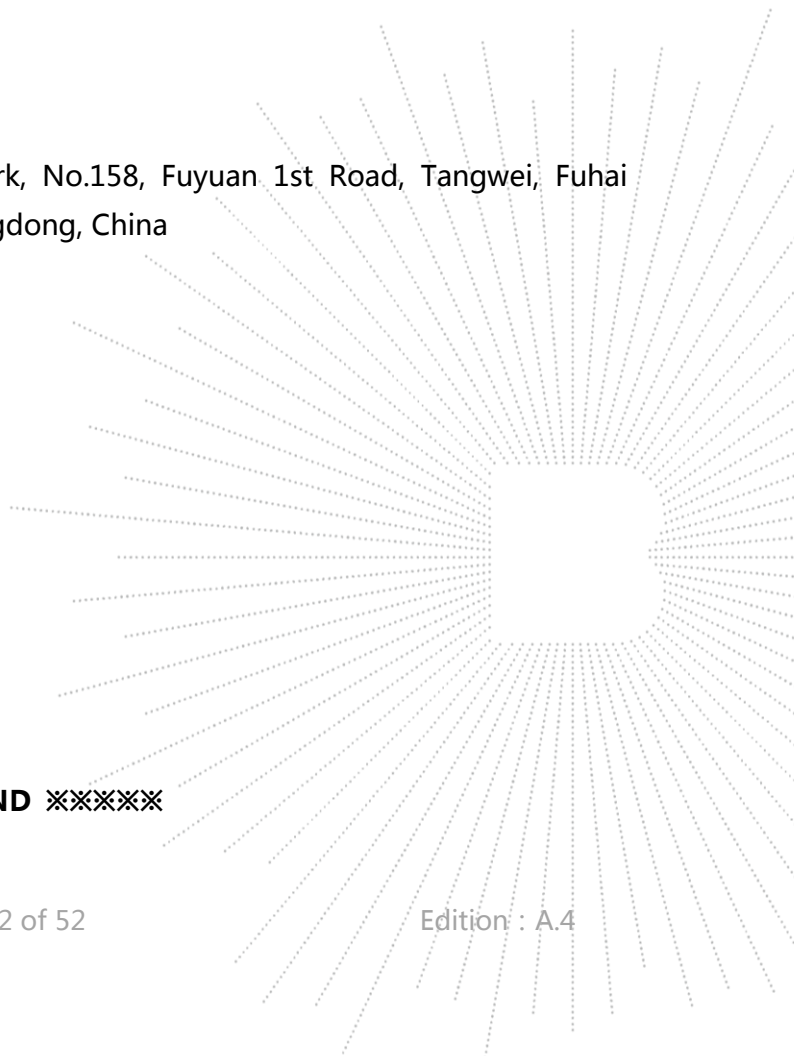 rk, No.158, Fuyuan 1st Road, Tangwei, Fuhai
gdong, China
ND ※※※※※
2 of 52 Edition : A.4